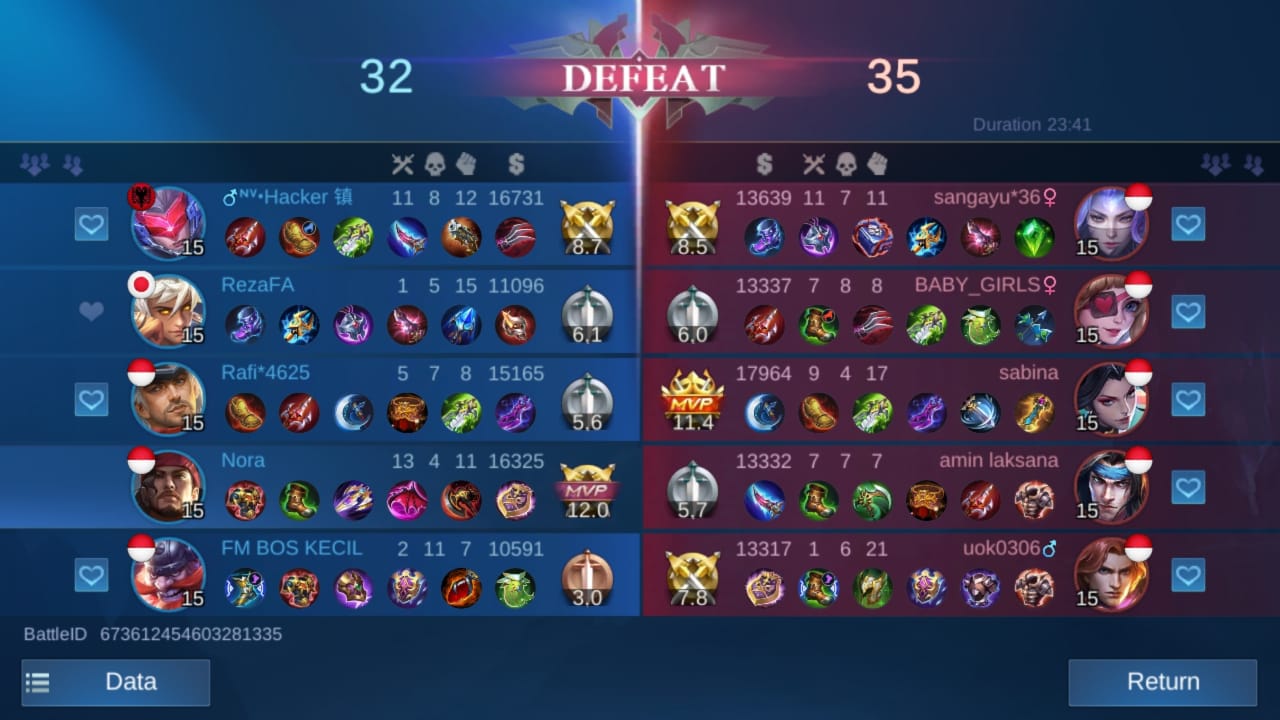 32 DEFEAT 35
Duration 23:41
♂ᴺⱽ•Hacker 镇 11 8 12 16731
15 8.7
8.5 13639 11 7 11 sangayu*36♀
15
RezaFA 1 5 15 11096
15 6.1
6.0 13337 7 8 8 BABY_GIRLS♀
15
Rafi*4625 5 7 8 15165
15 5.6
MVP 11.4 17964 9 4 17 sabina
15
Nora 13 4 11 16325
15 MVP 12.0
5.7 13332 7 7 7 amin laksana
15
FM BOS KECIL 2 11 7 10591
15 3.0
7.8 13317 1 6 21 uok0306♂
15
BattleID 673612454603281335
Data Return